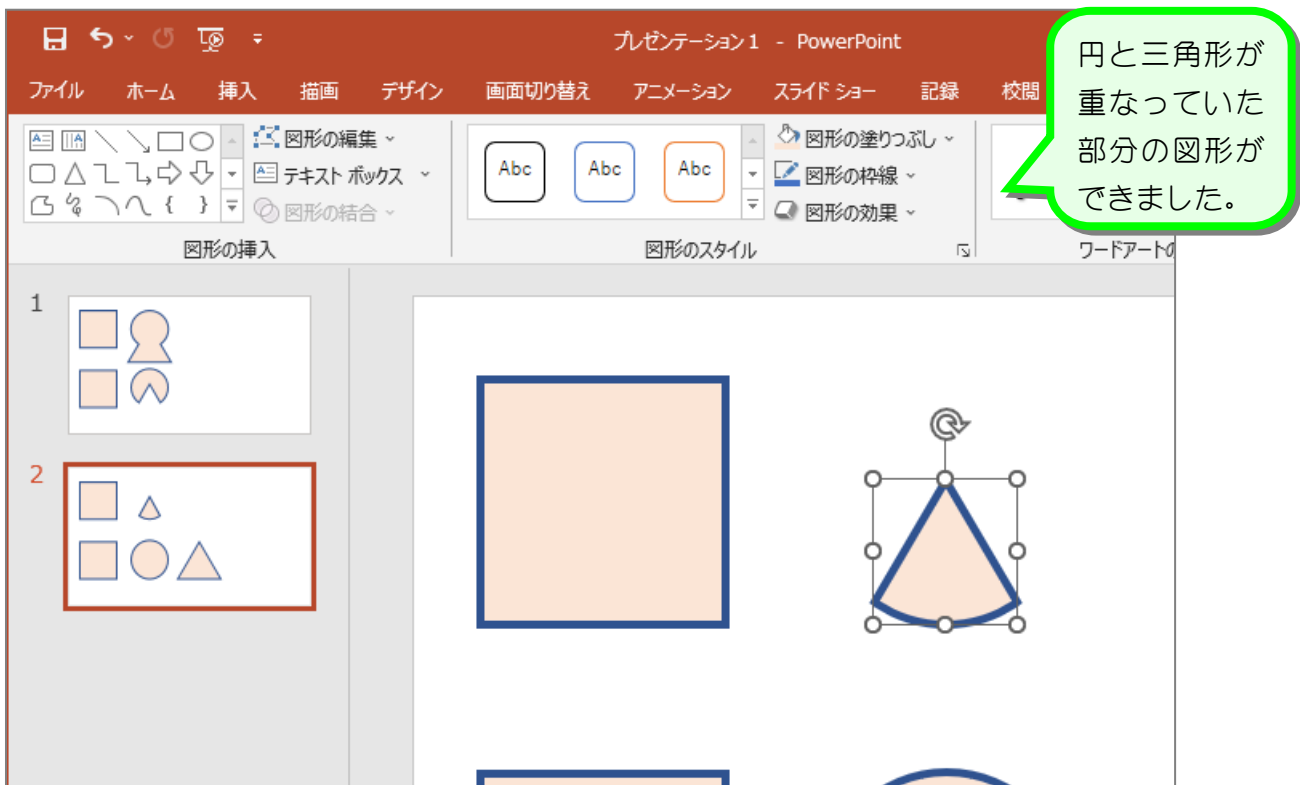 プレゼンテーション1 - PowerPoint
ファイル ホーム 挿入 描画 デザイン 画面切り替え アニメーション スライド ショー 記録 校閲
円と三角形が
重なっていた
部分の図形が
できました。
図形の編集
テキスト ボックス
図形の結合
図形の挿入
Abc Abc Abc
図形の塗りつぶし
図形の枠線
図形の効果
図形のスタイル
ワードアートの
1
2